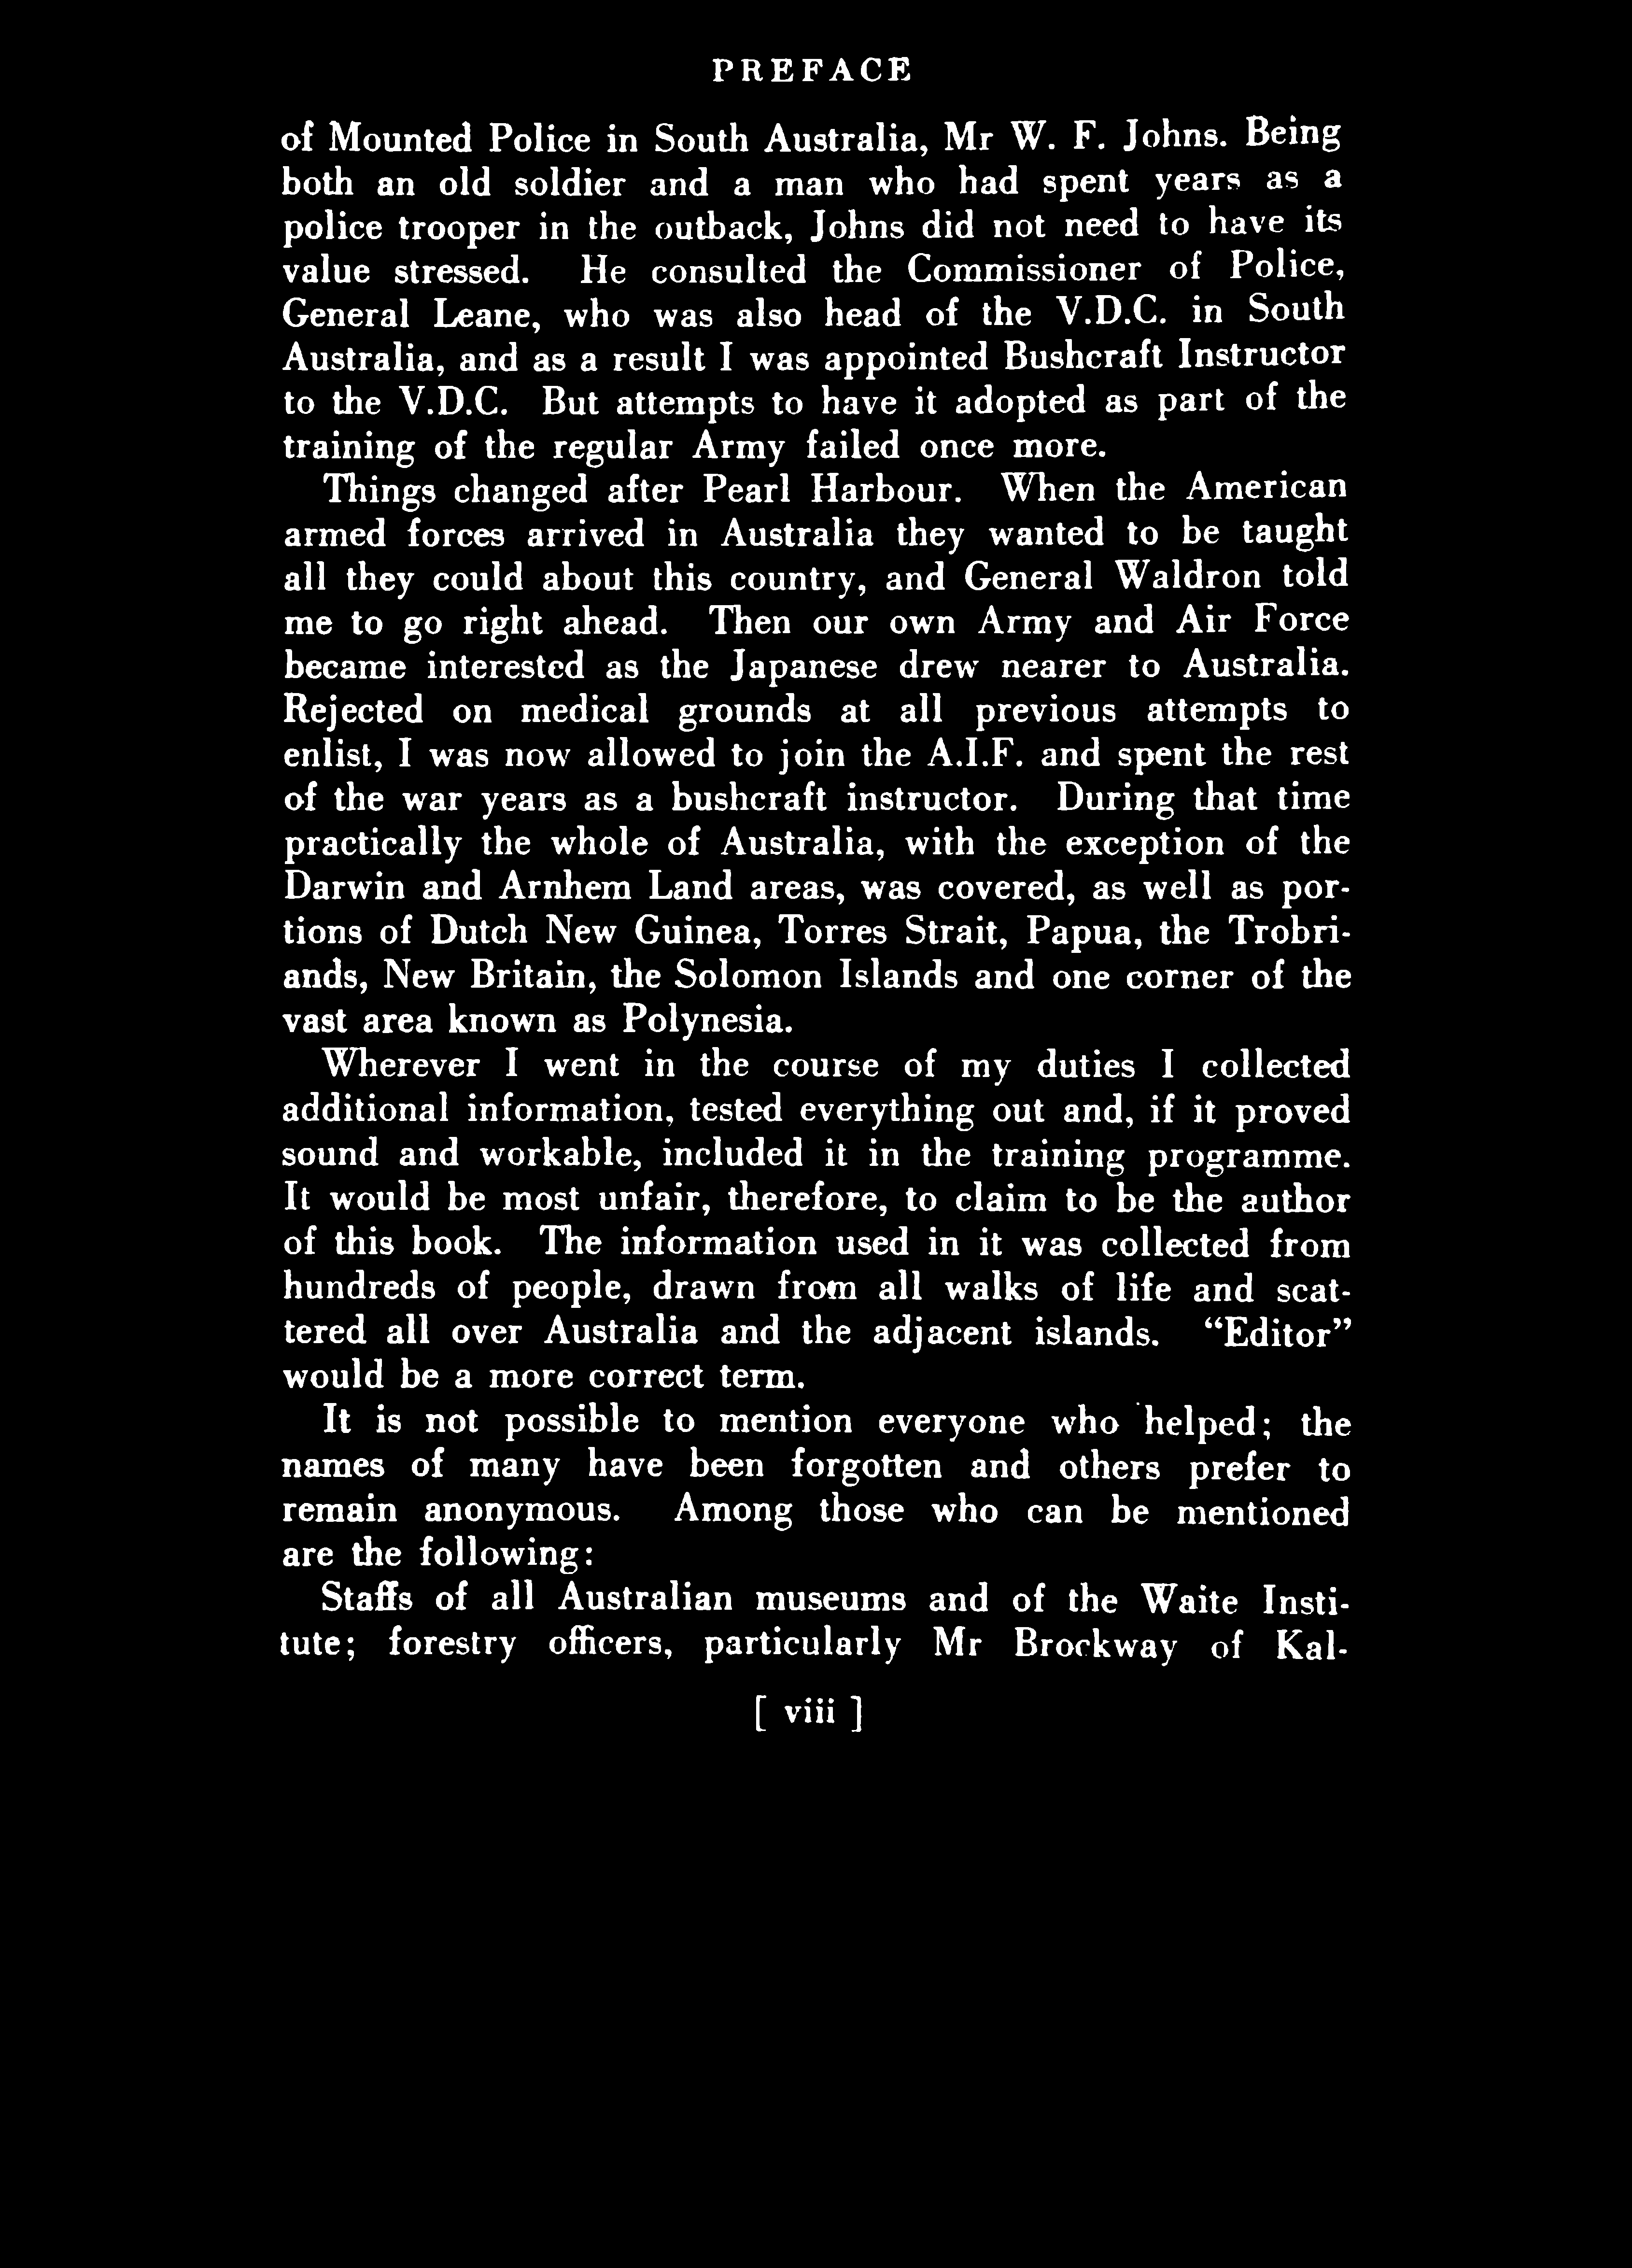 PREFACE
of Mounted Police in South Australia, Mr W. F. Johns. Being
both an old soldier and a man who had spent years as a
police trooper in the outback, Johns did not need to have its
value stressed. He consulted the Commissioner of Police,
General Leane, who was also head of the V.D.C. in South
Australia, and as a result I was appointed Bushcraft Instructor
to the V.D.C. But attempts to have it adopted as part of the
training of the regular Army failed once more.
Things changed after Pearl Harbour. When the American
armed forces arrived in Australia they wanted to be taught
all they could about this country, and General Waldron told
me to go right ahead. Then our own Army and Air Force
became interested as the Japanese drew nearer to Australia.
Rejected on medical grounds at all previous attempts to
enlist, I was now allowed to join the A.I.F. and spent the rest
of the war years as a bushcraft instructor. During that time
practically the whole of Australia, with the exception of the
Darwin and Arnhem Land areas, was covered, as well as por-
tions of Dutch New Guinea, Torres Strait, Papua, the Trobri-
ands, New Britain, the Solomon Islands and one corner of the
vast area known as Polynesia.
Wherever I went in the course of my duties I collected
additional information, tested everything out and, if it proved
sound and workable, included it in the training programme.
It would be most unfair, therefore, to claim to be the author
of this book. The information used in it was collected from
hundreds of people, drawn from all walks of life and scat-
tered all over Australia and the adjacent islands. “Editor”
would be a more correct term.
It is not possible to mention everyone who helped; the
names of many have been forgotten and others prefer to
remain anonymous. Among those who can be mentioned
are the following:
Staffs of all Australian museums and of the Waite Insti-
tute; forestry officers, particularly Mr Brockway of Kal-
[ viii ]